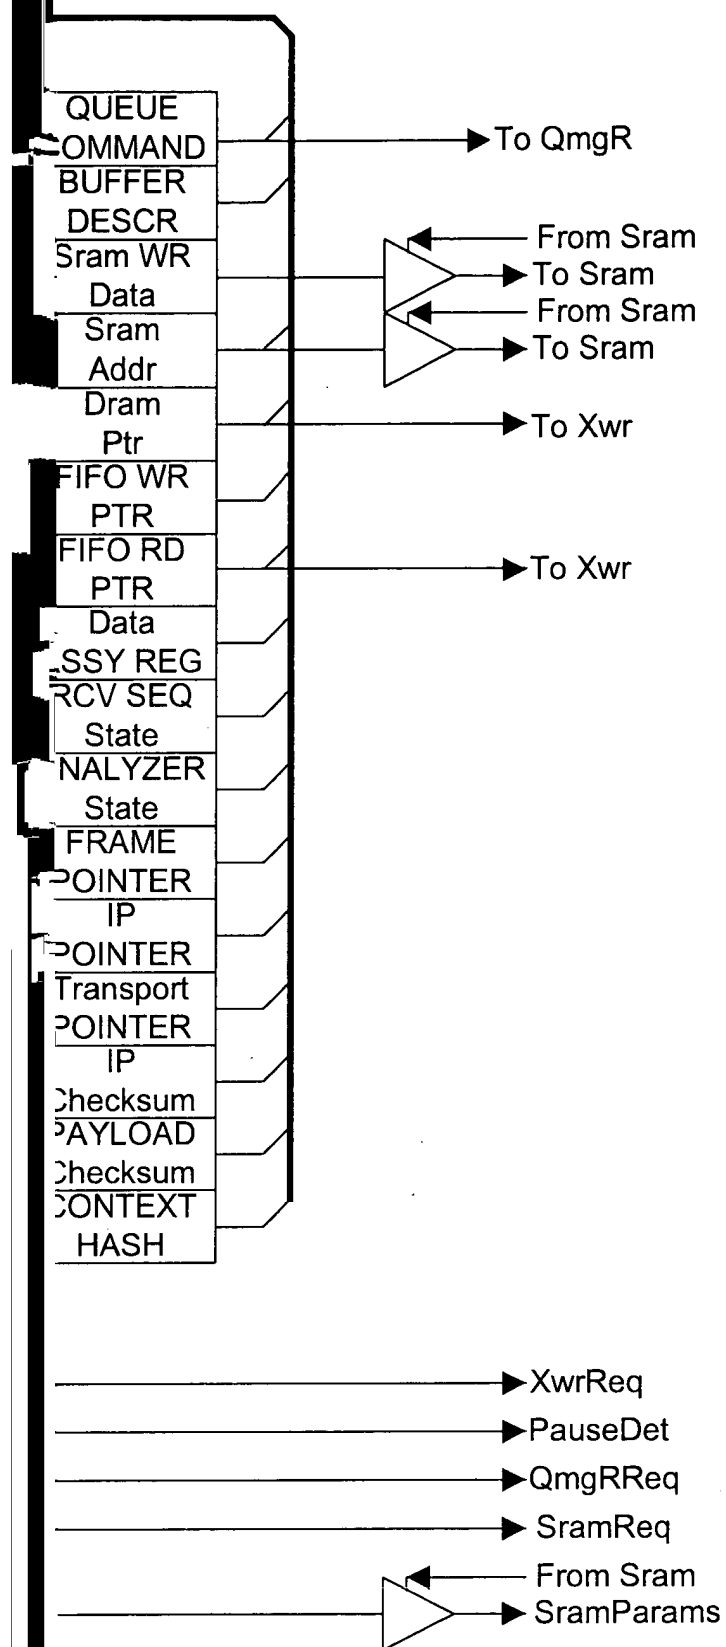 QUEUE
OMMAND
To QmgR
BUFFER
DESCR
From Sram
Sram WR
To Sram
Data
From Sram
Sram
To Sram
Addr
Dram
To Xwr
Ptr
FIFO WR
PTR
FIFO RD
To Xwr
PTR
Data
SSY REG
RCV SEQ
State
NALYZER
State
FRAME
POINTER
IP
POINTER
Transport
POINTER
IP
Checksum
PAYLOAD
Checksum
CONTEXT
HASH
XwrReq
PauseDet
QmgRReq
SramReq
From Sram
SramParams